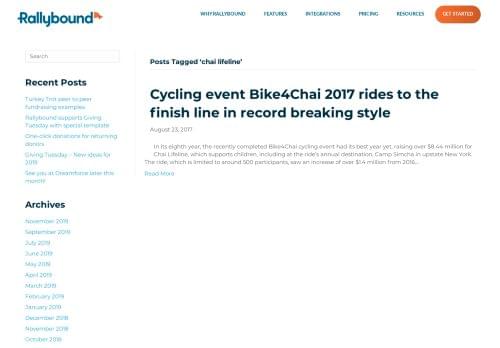 Rallybound
WHY RALLYBOUND
FEATURES
INTEGRATIONS
PRICING
RESOURCES
GET STARTED
Search
Recent Posts
Turkey Trot peer to peer
fundraising examples
Rallybound supports Giving
Tuesday with special template
One-click donations for returning
donors
Giving Tuesday – New ideas for
2019
See you at Dreamforce later this
month!
Archives
November 2019
September 2019
July 2019
June 2019
May 2019
April 2019
March 2019
February 2019
January 2019
December 2018
November 2018
October 2018
Posts Tagged 'chai lifeline'
Cycling event Bike4Chai 2017 rides to the
finish line in record breaking style
August 23, 2017
In its eighth year, the recently completed Bike4Chai cycling event had its best year yet, raising over $8.44 million for
Chai Lifeline, which supports children, including at the ride's annual destination, Camp Simcha in upstate New York.
The ride, which is limited to around 500 participants, saw an increase of over $1.4 million from 2016,...
Read More